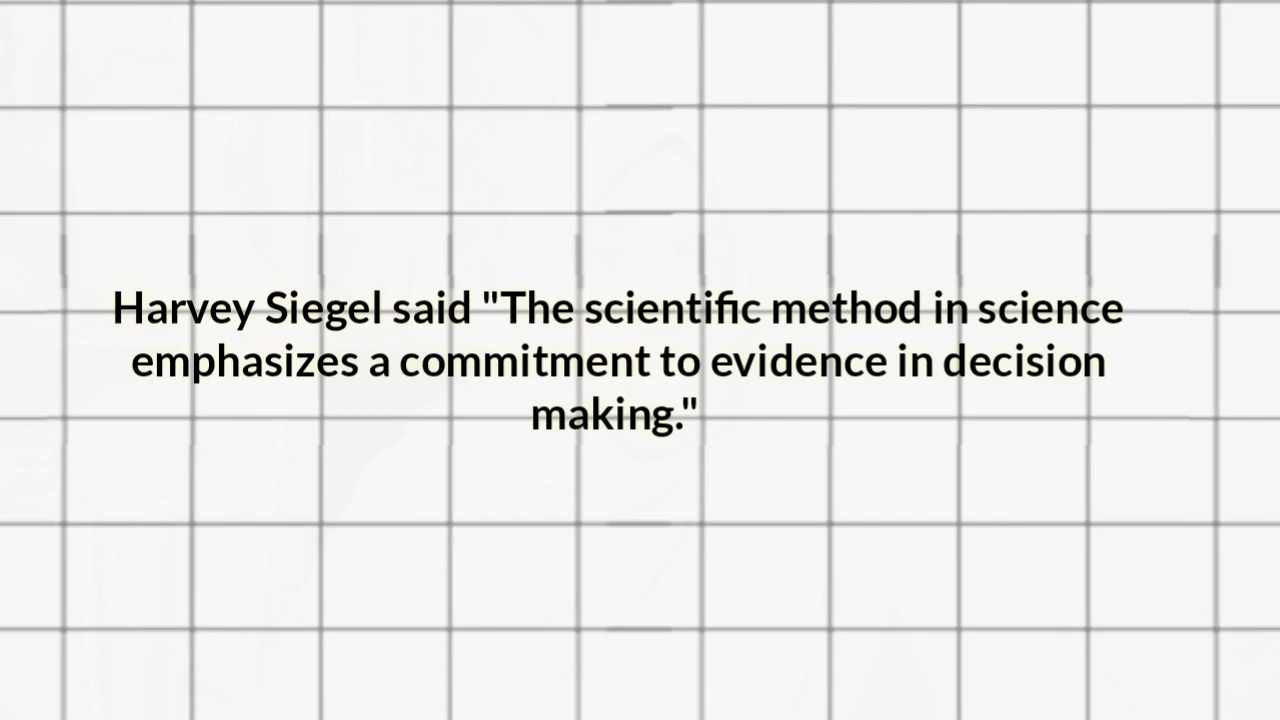 Harvey Siegel said "The scientific method in science
emphasizes a commitment to evidence in decision
making."